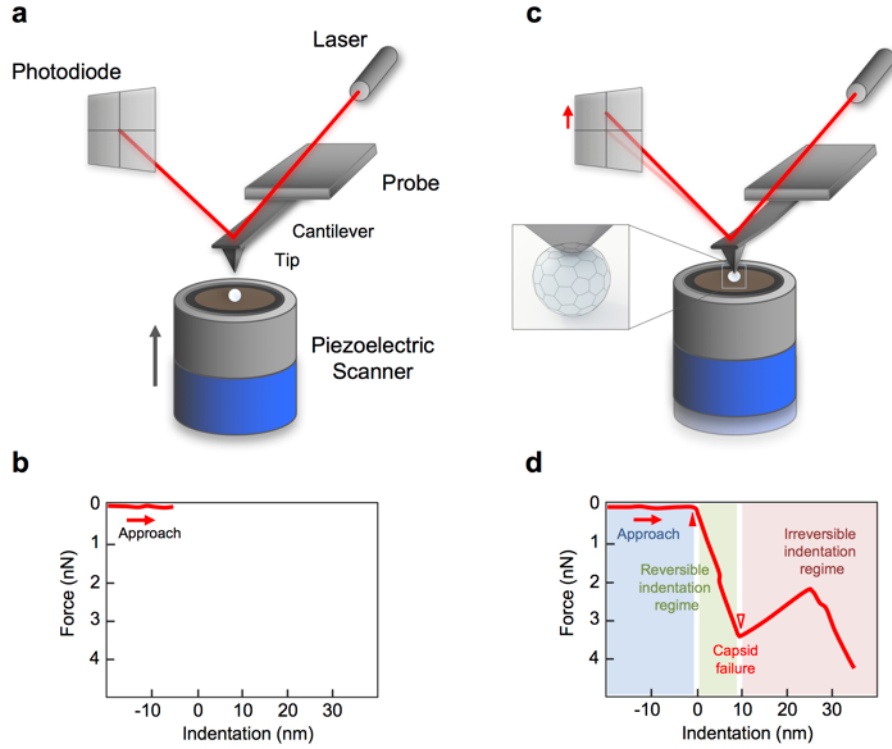 a
Laser
Photodiode
Probe
Cantilever
Tip
Piezoelectric
Scanner
b
0
1
2
3
4
Force (nN)
Approach
-10
0
10
20
30
Indentation (nm)
c
d
0
1
2
3
4
Force (nN)
Approach
Reversible
indentation
regime
Irreversible
indentation
regime
Capsid
failure
-10
0
10
20
30
Indentation (nm)